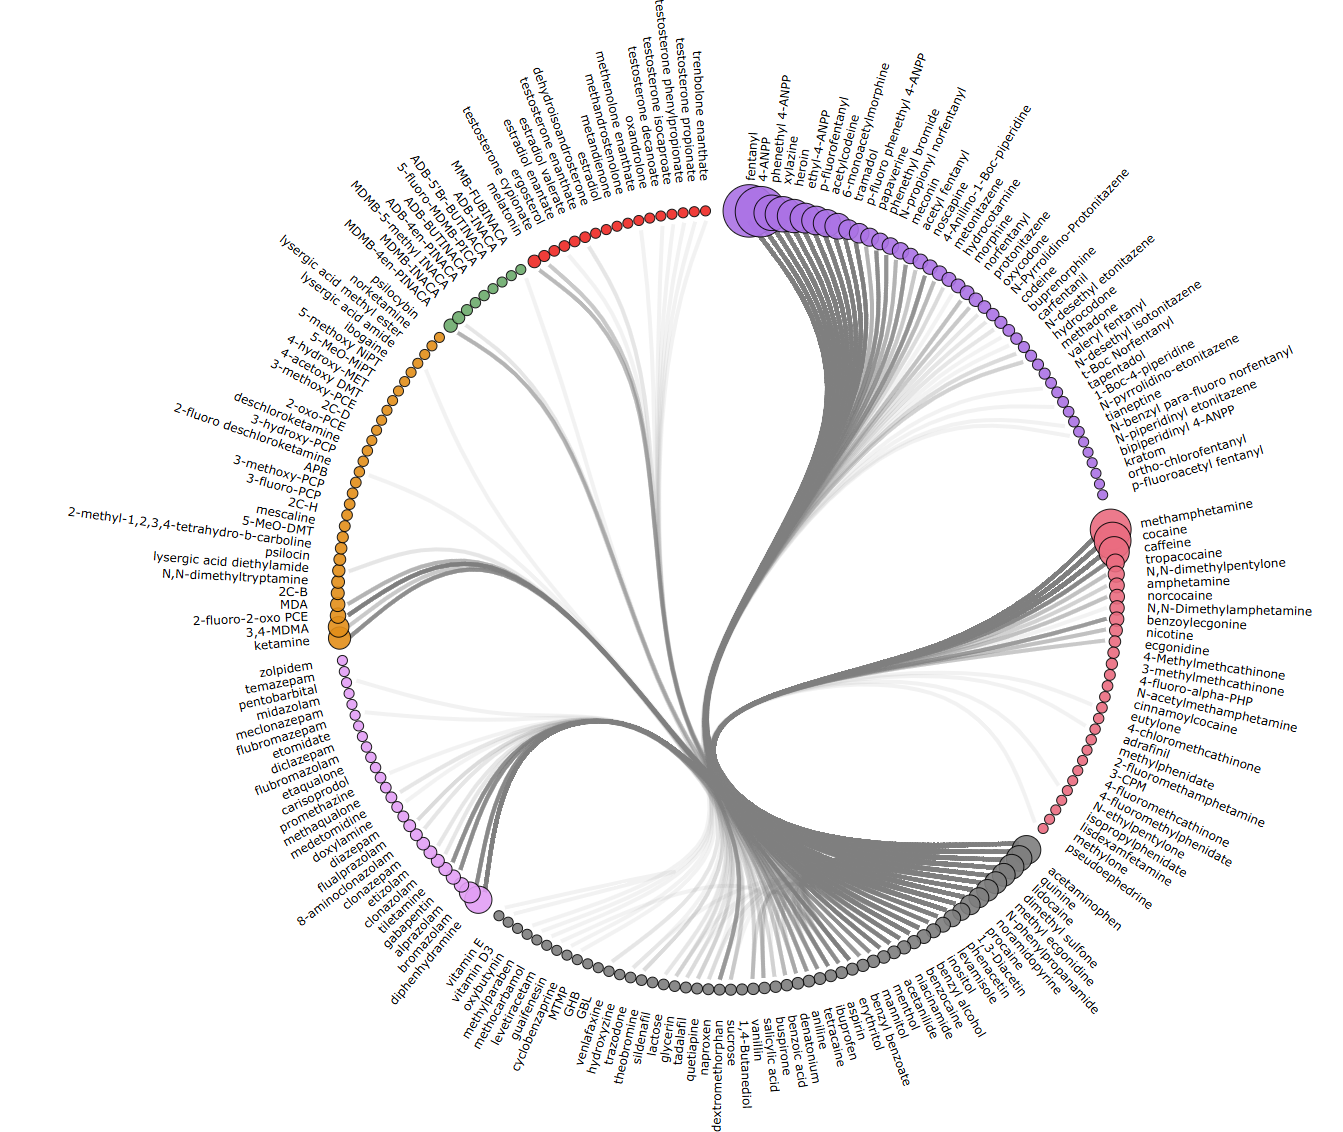 fentanyl
4-ANPP
phenethyl 4-ANPP
xylazine
heroin
ethyl-4-ANPP
p-fluorofentanyl
acetylcodeine
6-monoacetylmorphine
tramadol
p-fluoro phenethyl 4-ANPP
papaverine
phenethyl bromide
N-propionyl norfentanyl
meconin
acetyl fentanyl
noscapine
4-Anilino-1-Boc-piperidine
metonitazene
hydrocotarnine
morphine
norfentanyl
protonitazene
oxycodone
N-Pyrrolidino-Protonitazene
codeine
buprenorphine
carfentanil
N-desethyl etonitazene
hydrocodone
methadone
valeryl fentanyl
N-desethyl isotonitazene
t-Boc Norfentanyl
tapentadol
1-Boc-4-piperidine
N-pyrrolidino-etonitazene
tianeptine
N-benzyl para-fluoro norfentanyl
N-piperidinyl etonitazene
bipiperidinyl 4-ANPP
kratom
ortho-chlorofentanyl
p-fluoroacetyl fentanyl
methamphetamine
cocaine
caffeine
tropacocaine
N,N-dimethylpentylone
amphetamine
norcocaine
N,N-Dimethylamphetamine
benzoylecgonine
nicotine
ecgonidine
4-Methylmethcathinone
3-methylmethcathinone
4-fluoro-alpha-PHP
N-acetylmethamphetamine
cinnamoylcocaine
eutylone
4-chloromethcathinone
adrafinil
methylphenidate
2-fluoromethamphetamine
3-CPM
4-fluoromethcathinone
4-fluoromethylphenidate
N-ethylpentylone
isopropylphenidate
lisdexamfetamine
methylone
pseudoephedrine
acetaminophen
quinine
lidocaine
dimethyl sulfone
methyl ecgonidine
N-phenylpropanamide
procaine
noramidopyrine
1,3-Diacetin
phenacetin
levamisole
inositol
benzyl alcohol
benzocaine
niacinamide
acetanilide
menthol
mannitol
benzyl benzoate
erythritol
aspirin
ibuprofen
tetracaine
aniline
denatonium
benzoic acid
buspirone
salicylic acid
vanillin
1,4-Butanediol
sucrose
dextromethorphan
naproxen
quetiapine
tadalafil
glycerin
lactose
sildenafil
theobromine
trazodone
hydroxyzine
venlafaxine
GBL
GHB
MTMP
cyclobenzaprine
guaifenesin
levetiracetam
methocarbamol
methylparaben
oxybutynin
vitamin D3
vitamin E
diphenhydramine
bromazolam
alprazolam
gabapentin
tiletamine
clonazolam
etizolam
clonazepam
8-aminoclonazolam
flualprazolam
diazepam
doxylamine
medetomidine
methaqualone
promethazine
carisoprodol
etaqualone
flubromazolam
diclazepam
etomidate
flubromazepam
meclonazepam
midazolam
pentobarbital
temazepam
zolpidem
ketamine
3,4-MDMA
2-fluoro-2-oxo PCE
MDA
2C-B
N,N-dimethyltryptamine
lysergic acid diethylamide
psilocin
2-methyl-1,2,3,4-tetrahydro-b-carboline
5-MeO-DMT
mescaline
2C-H
3-fluoro-PCP
3-methoxy-PCP
APB
2-fluoro deschloroketamine
3-hydroxy-PCP
deschloroketamine
2-oxo-PCE
2C-D
3-methoxy-PCE
4-acetoxy DMT
4-hydroxy-MET
5-MeO-MiPT
5-methoxy NiPT
ibogaine
lysergic acid amide
lysergic acid methyl ester
norketamine
psilocybin
MDMB-4en-PINACA
MDMB-INACA
MDMB-5-methyl INACA
ADB-4en-PINACA
ADB-BUTINACA
5-fluoro-MDMB-PICA
ADB-5'Br-BUTINACA
ADB-INACA
MMB-FUBINACA
melatonin
testosterone cypionate
ergosterol
estradiol enantate
estradiol valerate
testosterone enanthate
dehydroisoandrosterone
estradiol
metandienone
methandrostenolone
methenolone enanthate
oxandrolone
testosterone decanoate
testosterone isocaproate
testosterone phenylpropionate
testosterone propionate
trenbolone enanthate